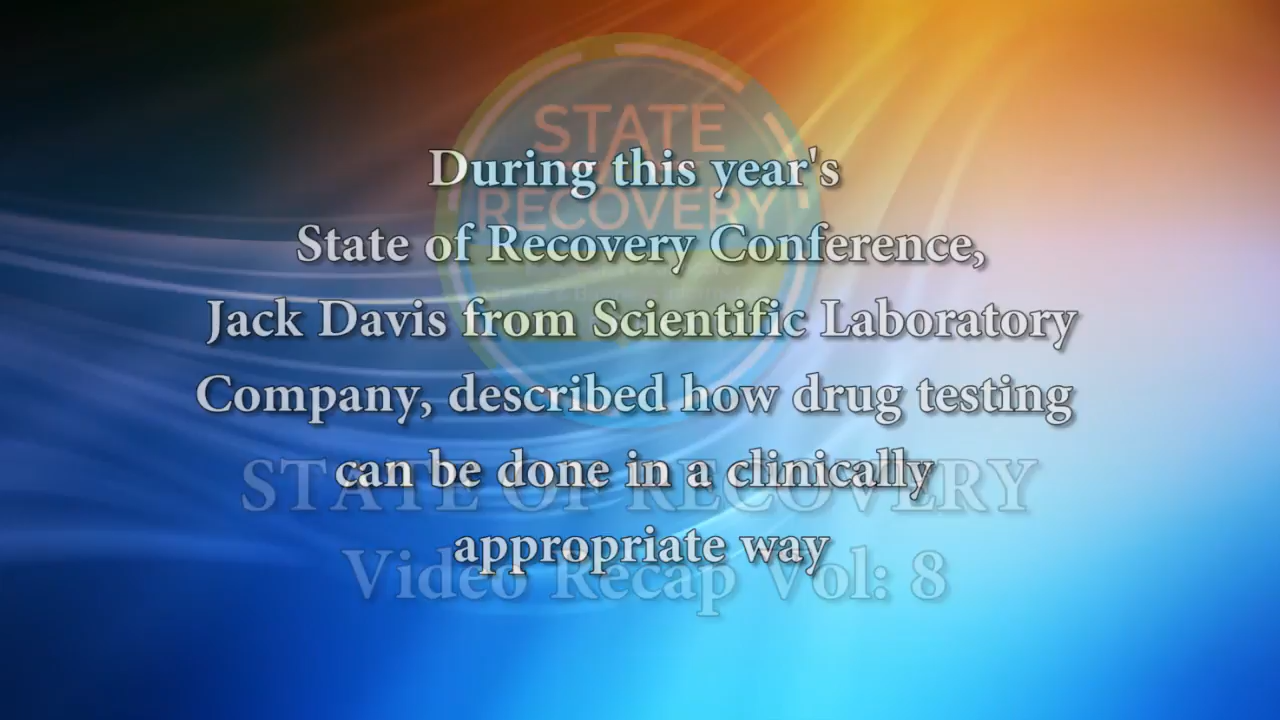 STATE
RECOVERY
During this year's
State of Recovery Conference,
Jack Davis from Scientific Laboratory
Company, described how drug testing
can be done in a clinically
appropriate way
STATE OF RECOVERY
Video Recap Vol: 8